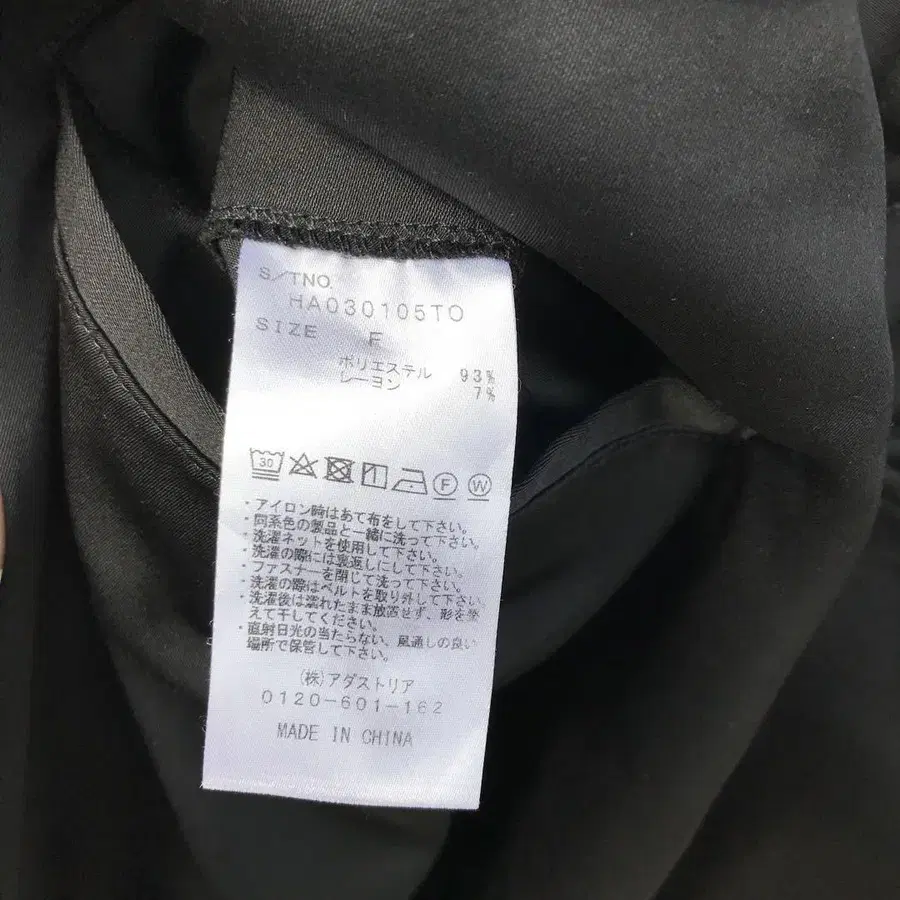 S/TNO.
HA030105TO
SIZE F
ポリエステル 93%
レーヨン 7%
30 F W
・アイロン時はあて布をして下さい。
・同系色の製品と一緒に洗って下さい。
・洗濯ネットを使用して下さい。
・洗濯の際には裏返しにして下さい。
・ファスナーを閉じて洗って下さい。
・洗濯の際はベルトを取り外して下さい
・洗濯後は濡れたまま放置せず、形を整
えて干してください。
・直射日光の当たらない、風通しの良い
場所で保管して下さい。
(株)アダストリア
0120-601-162
MADE IN CHINA